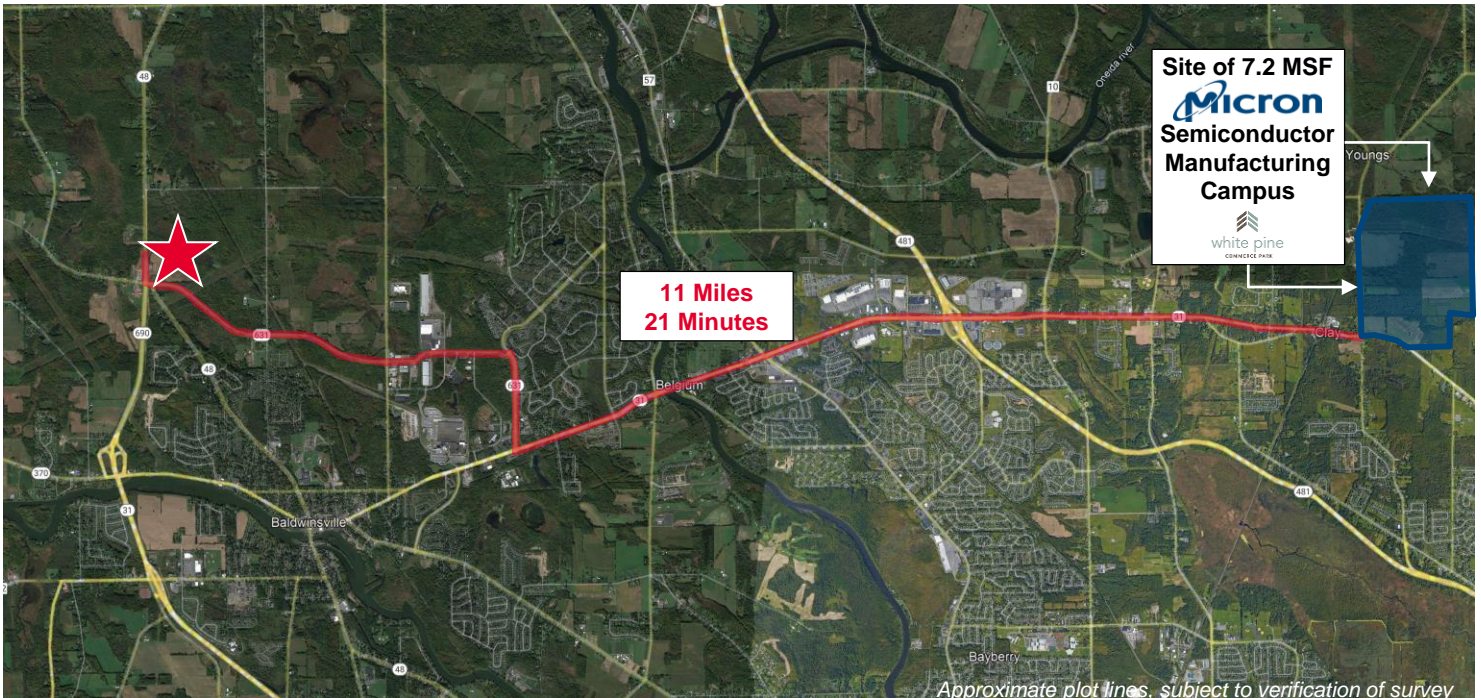 48
57
10
Oneida river
Site of 7.2 MSF
Micron
Semiconductor
Manufacturing
Campus
white pine
COMMERCE PARK
Youngs
481
11 Miles
21 Minutes
690
631
48
631
31
Clay
Belgium
31
370
31
Baldwinsville
481
48
Bayberry
Approximate plot lines, subject to verification of survey